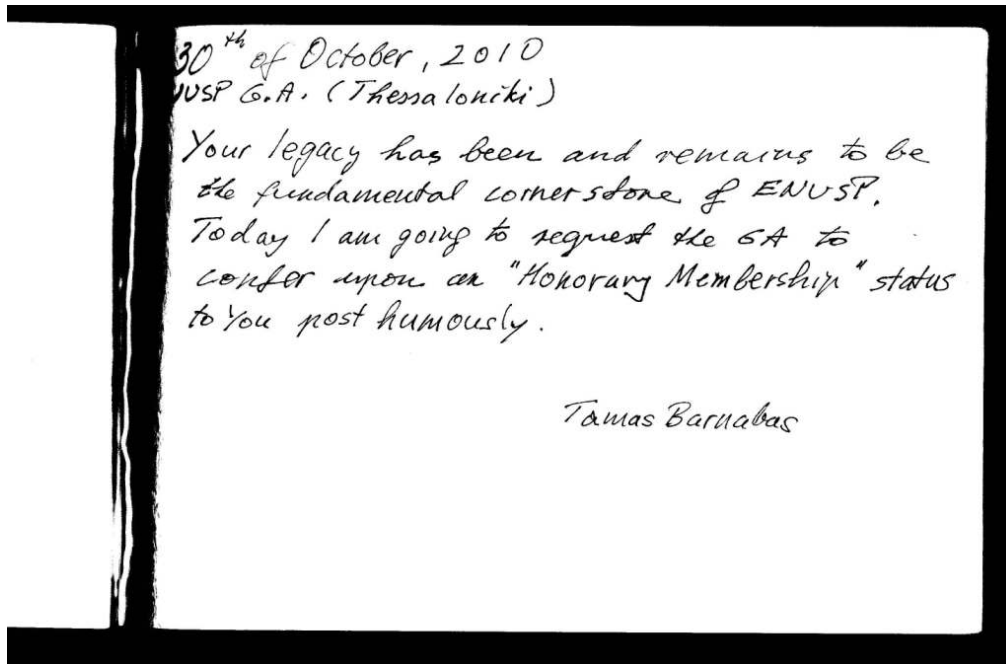 30th of October, 2010
NUSP G.A. (Thessaloniki)
Your legacy has been and remains to be
the fundamental cornerstone of ENUSP.
Today I am going to request the GA to
confer upon an "Honorary Membership" status
to You post humously.
Tamas Barnabas